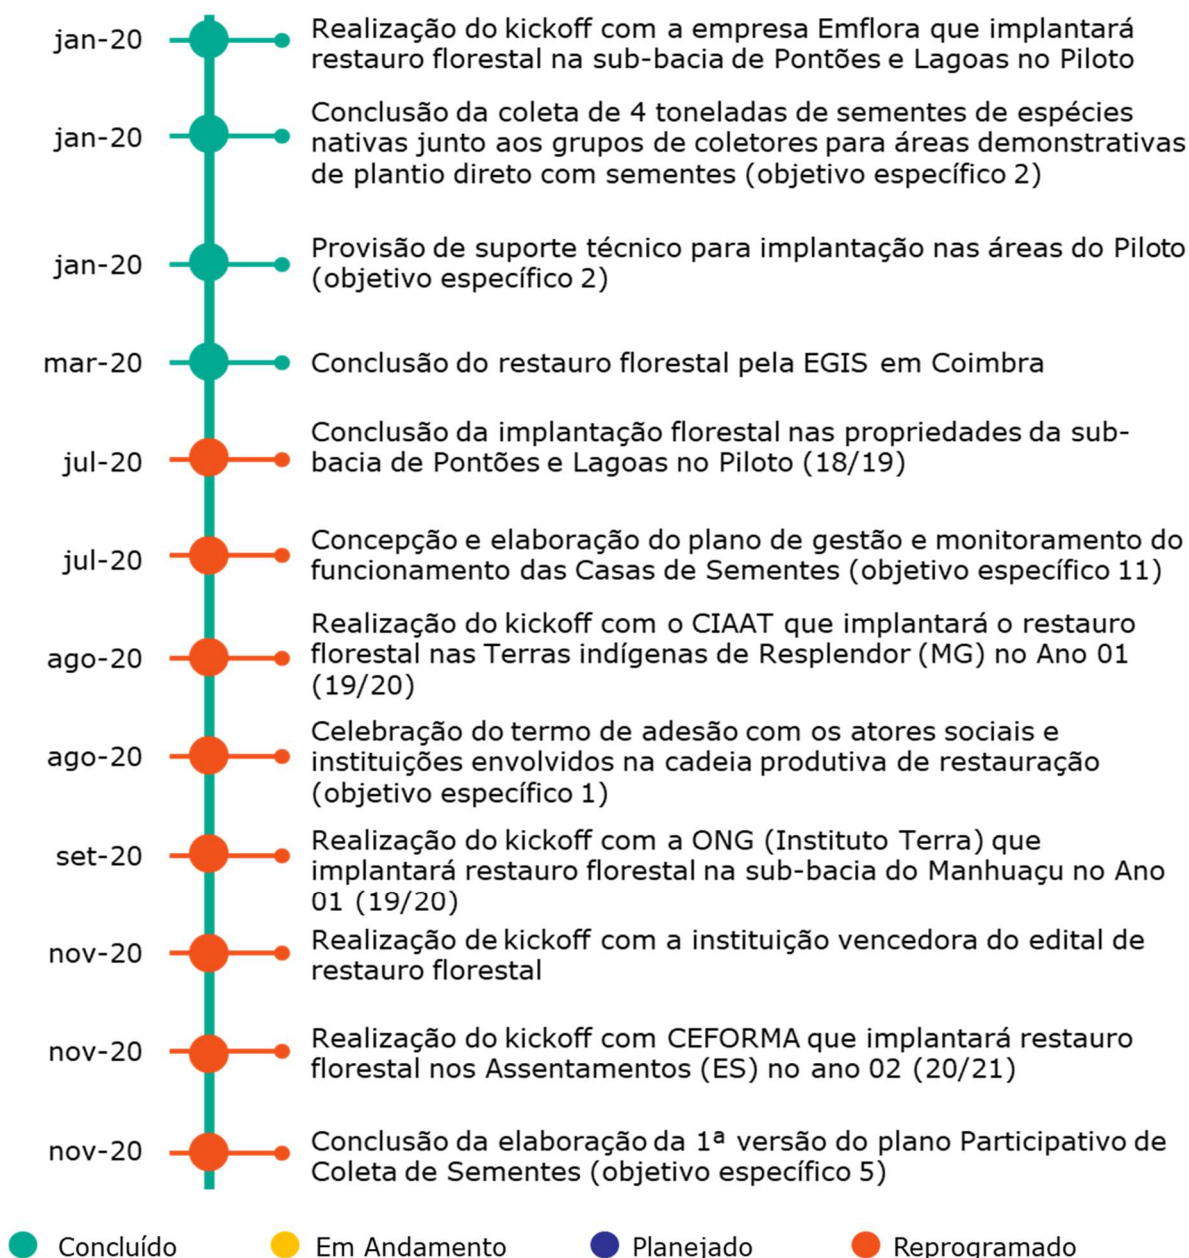 jan-20
Realização do kickoff com a empresa Emflora que implantará
restauro florestal na sub-bacia de Pontões e Lagoas no Piloto
jan-20
Conclusão da coleta de 4 toneladas de sementes de espécies
nativas junto aos grupos de coletores para áreas demonstrativas
de plantio direto com sementes (objetivo específico 2)
jan-20
Provisão de suporte técnico para implantação nas áreas do Piloto
(objetivo específico 2)
mar-20
Conclusão do restauro florestal pela EGIS em Coimbra
jul-20
Conclusão da implantação florestal nas propriedades da sub-
bacia de Pontões e Lagoas no Piloto (18/19)
jul-20
Concepção e elaboração do plano de gestão e monitoramento do
funcionamento das Casas de Sementes (objetivo específico 11)
ago-20
Realização do kickoff com o CIAAT que implantará o restauro
florestal nas Terras indígenas de Resplendor (MG) no Ano 01
(19/20)
ago-20
Celebração do termo de adesão com os atores sociais e
instituições envolvidos na cadeia produtiva de restauração
(objetivo específico 1)
set-20
Realização do kickoff com a ONG (Instituto Terra) que
implantará restauro florestal na sub-bacia do Manhuaçu no Ano
01 (19/20)
nov-20
Realização de kickoff com a instituição vencedora do edital de
restauro florestal
nov-20
Realização do kickoff com CEFORMA que implantará restauro
florestal nos Assentamentos (ES) no ano 02 (20/21)
nov-20
Conclusão da elaboração da 1ª versão do plano Participativo de
Coleta de Sementes (objetivo específico 5)
Concluído Em Andamento Planejado Reprogramado